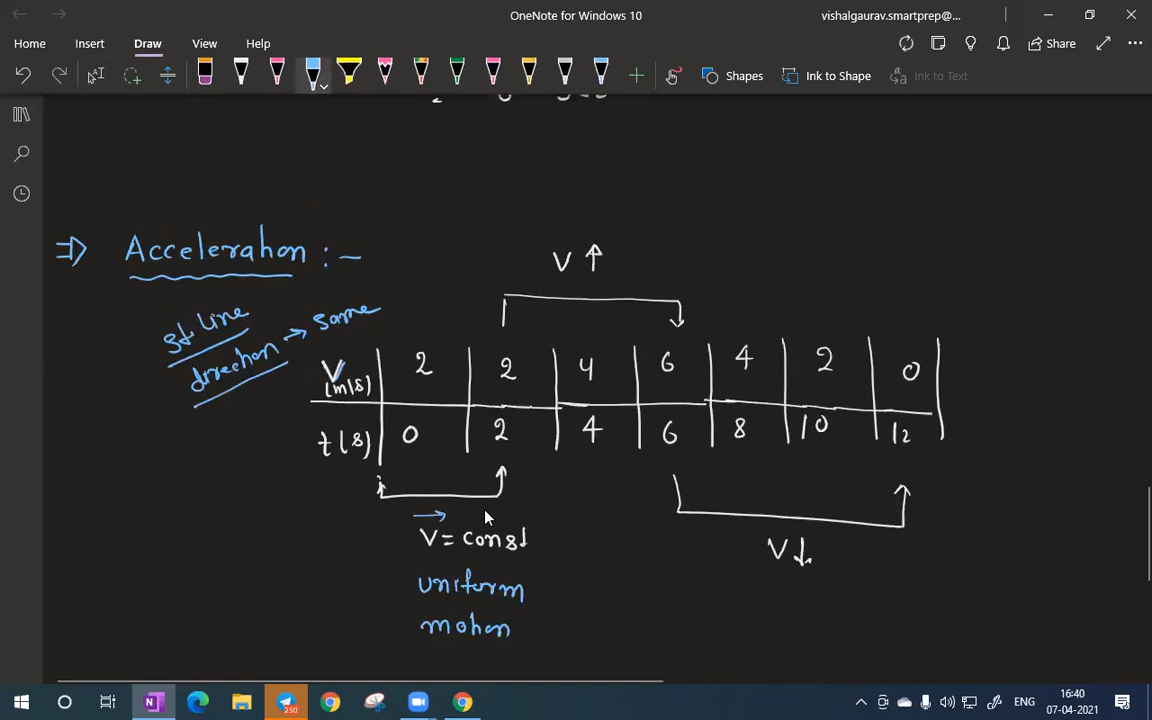 OneNote for Windows 10
vishalgaurav.smartprep@...
Home Insert Draw View Help
Share
Shapes Ink to Shape Ink to Text
⇒ Acceleration :-
V ↑
st line
direction → same
V (m/s) 2 2 4 6 4 2 0
t(s) 0 2 4 6 8 10 12
V = const
V↓
uniform
motion
250
ENG
16:40
07-04-2021